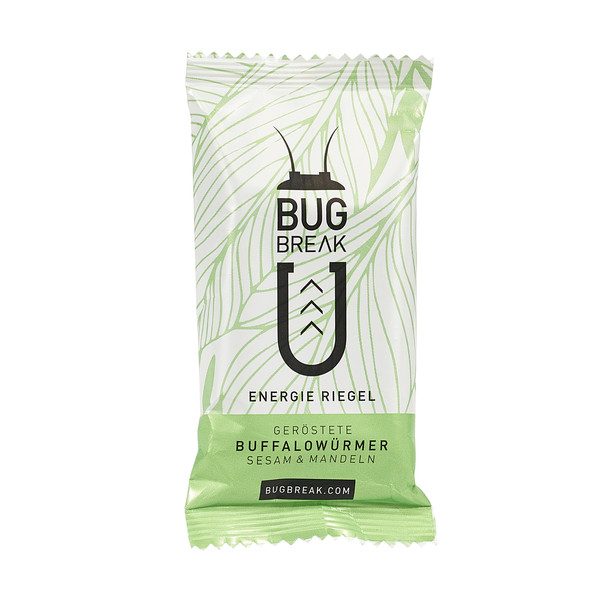 BUG
BREAK
ENERGIE RIEGEL
GERÖSTETE
BUFFALOWÜRMER
SESAM & MANDELN
BUGBREAK.COM